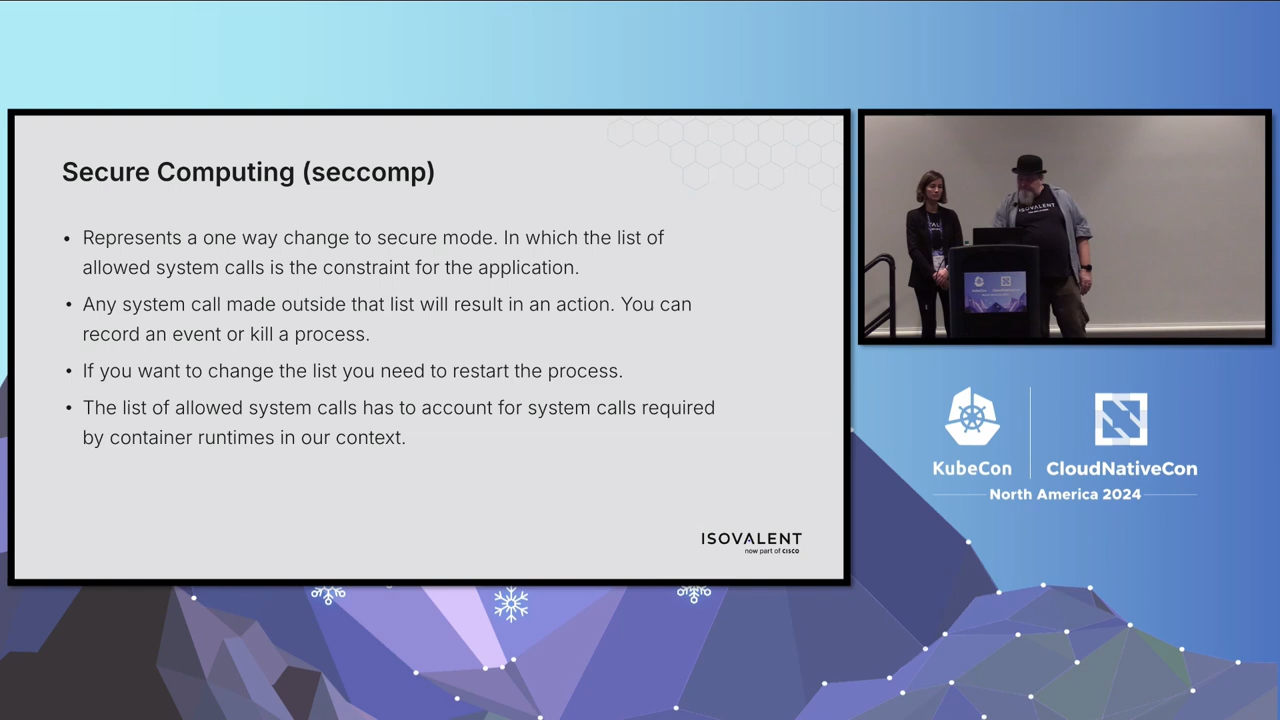 Secure Computing (seccomp)
• Represents a one way change to secure mode. In which the list of
allowed system calls is the constraint for the application.
• Any system call made outside that list will result in an action. You can
record an event or kill a process.
• If you want to change the list you need to restart the process.
• The list of allowed system calls has to account for system calls required
by container runtimes in our context.
ISOVALENT
now part of CISCO
ISOVALENT
KubeCon
CloudNativeCon
North America 2024